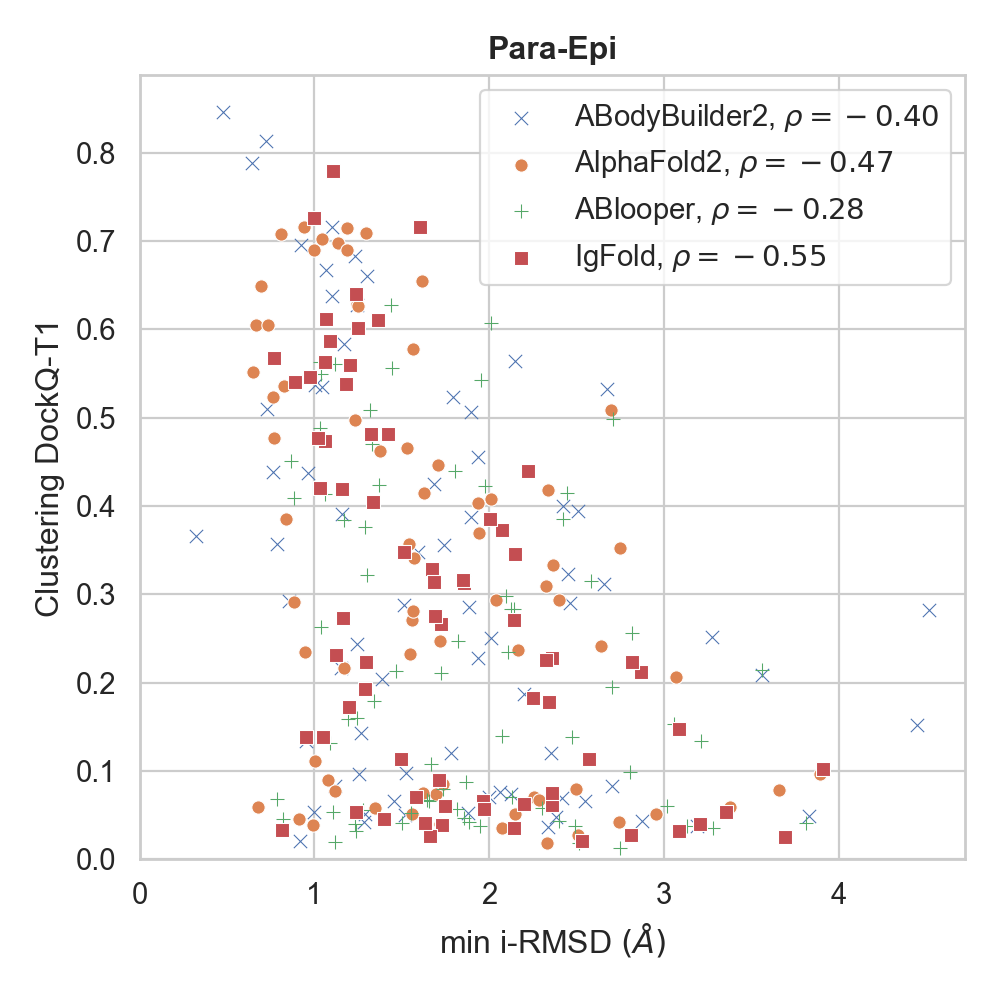 Para-Epi
ABodyBuilder2, ρ = −0.40
AlphaFold2, ρ = −0.47
ABlooper, ρ = −0.28
IgFold, ρ = −0.55
Clustering DockQ-T1
0.8
0.7
0.6
0.5
0.4
0.3
0.2
0.1
0.0
0 1 2 3 4
min i-RMSD (Å)